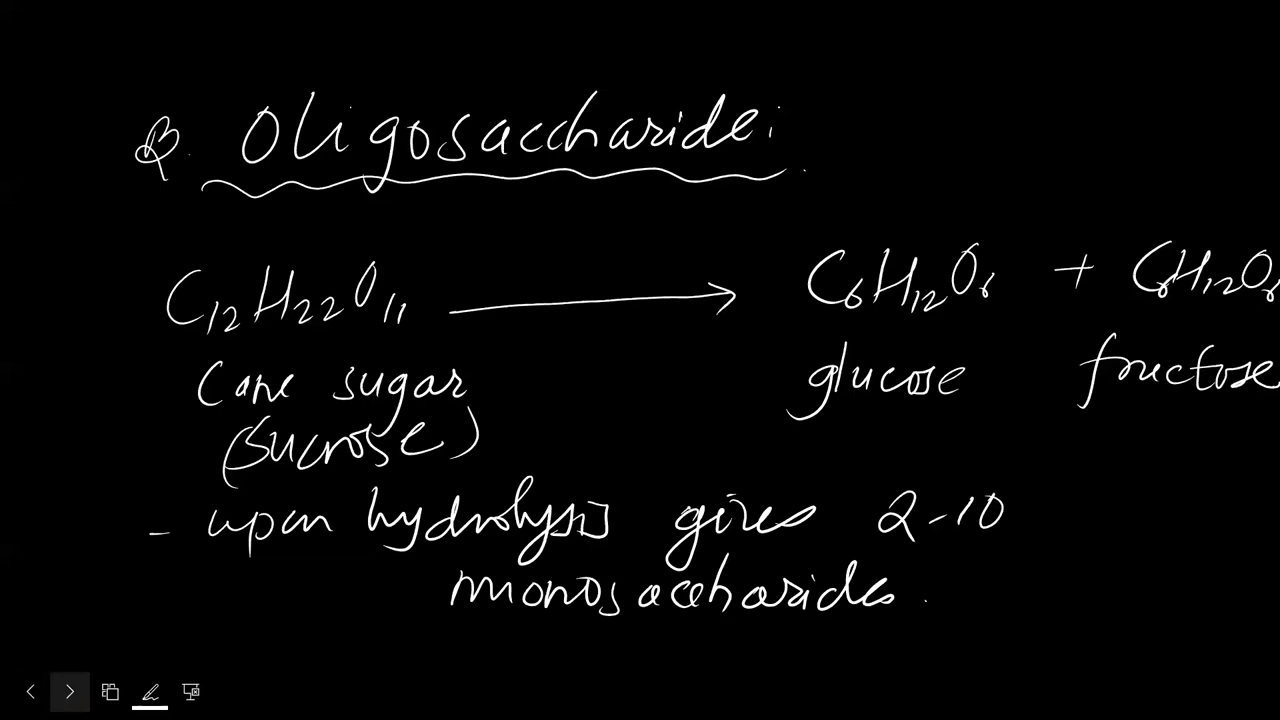 Q. Oligosaccharide:
C12H22O11 → C6H12O6 + C6H12O6
Cane sugar glucose fructose
(sucrose)
- upon hydrolysis gives 2-10
monosaccharides.